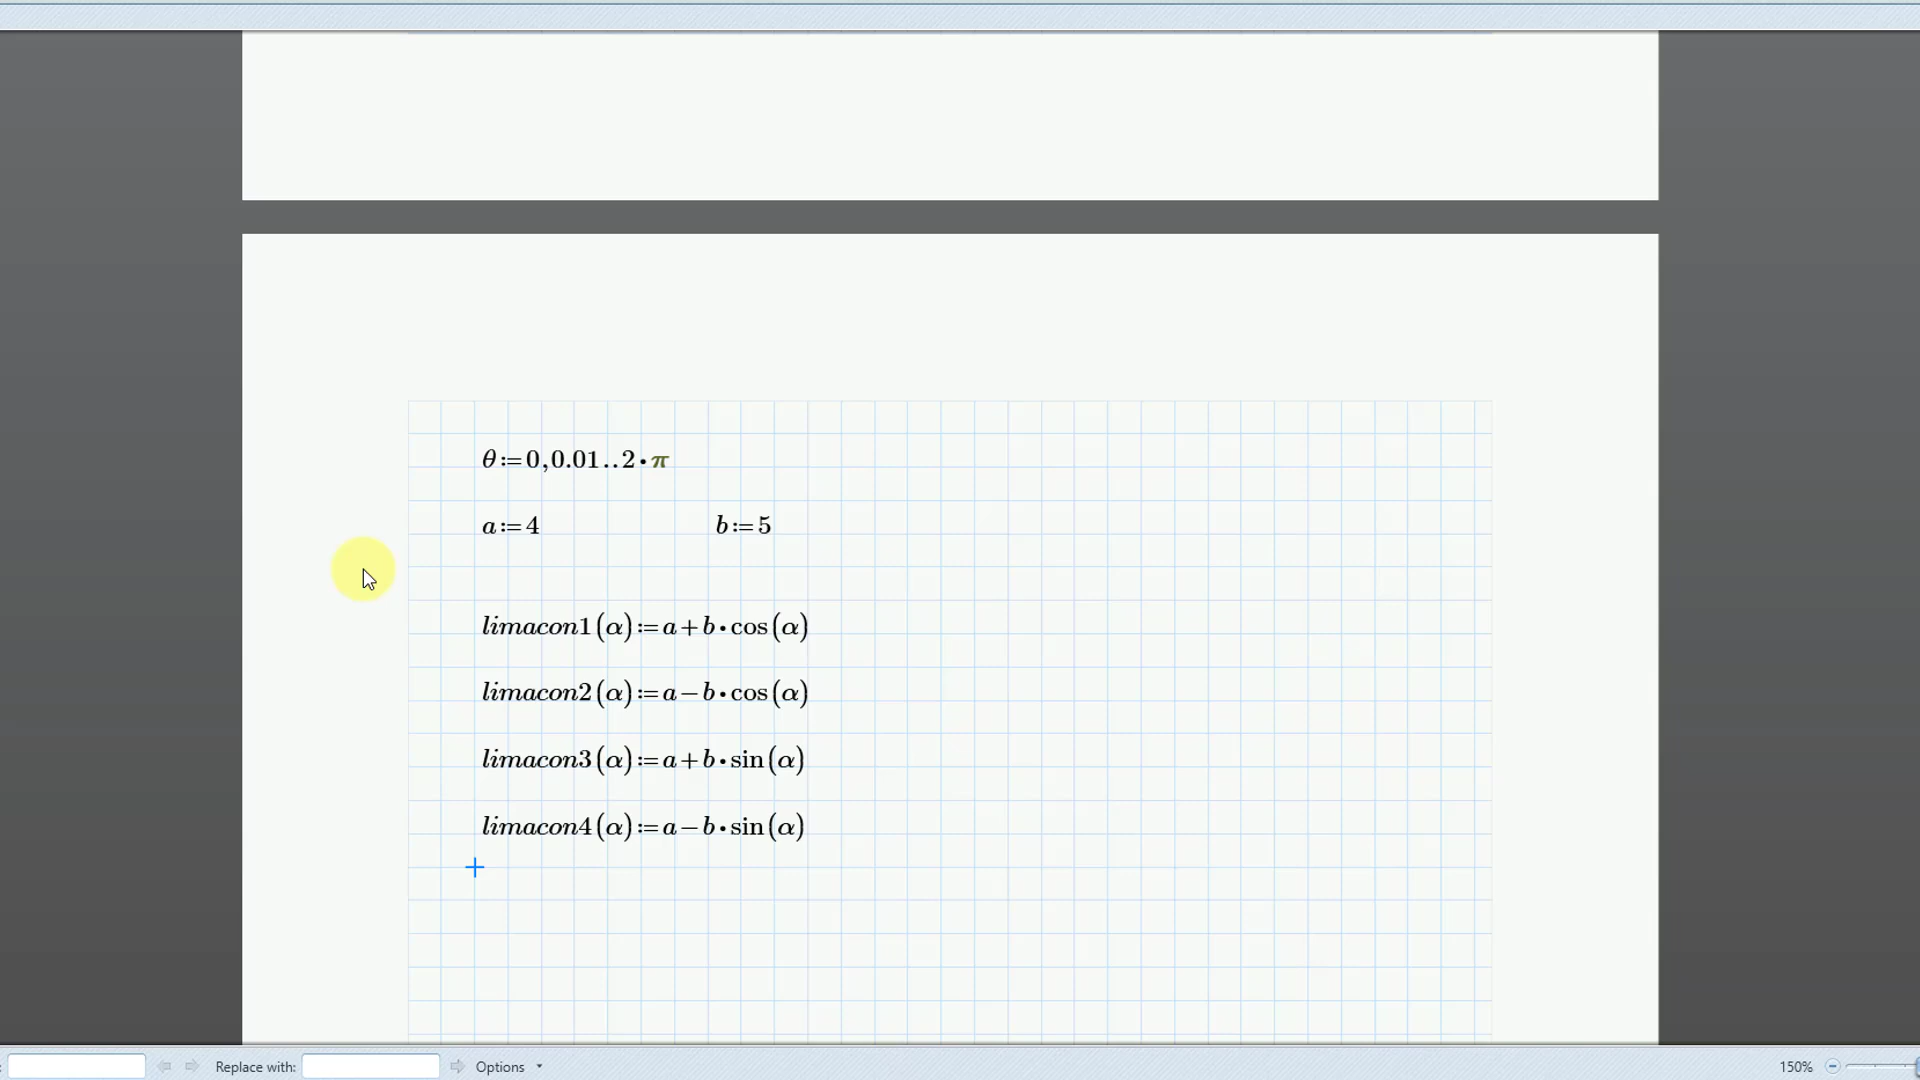 θ:=0,0.01..2•π
a:=4 b:=5
limacon1(α):=a+b•cos(α)
limacon2(α):=a−b•cos(α)
limacon3(α):=a+b•sin(α)
limacon4(α):=a−b•sin(α)
: Replace with: Options 150%